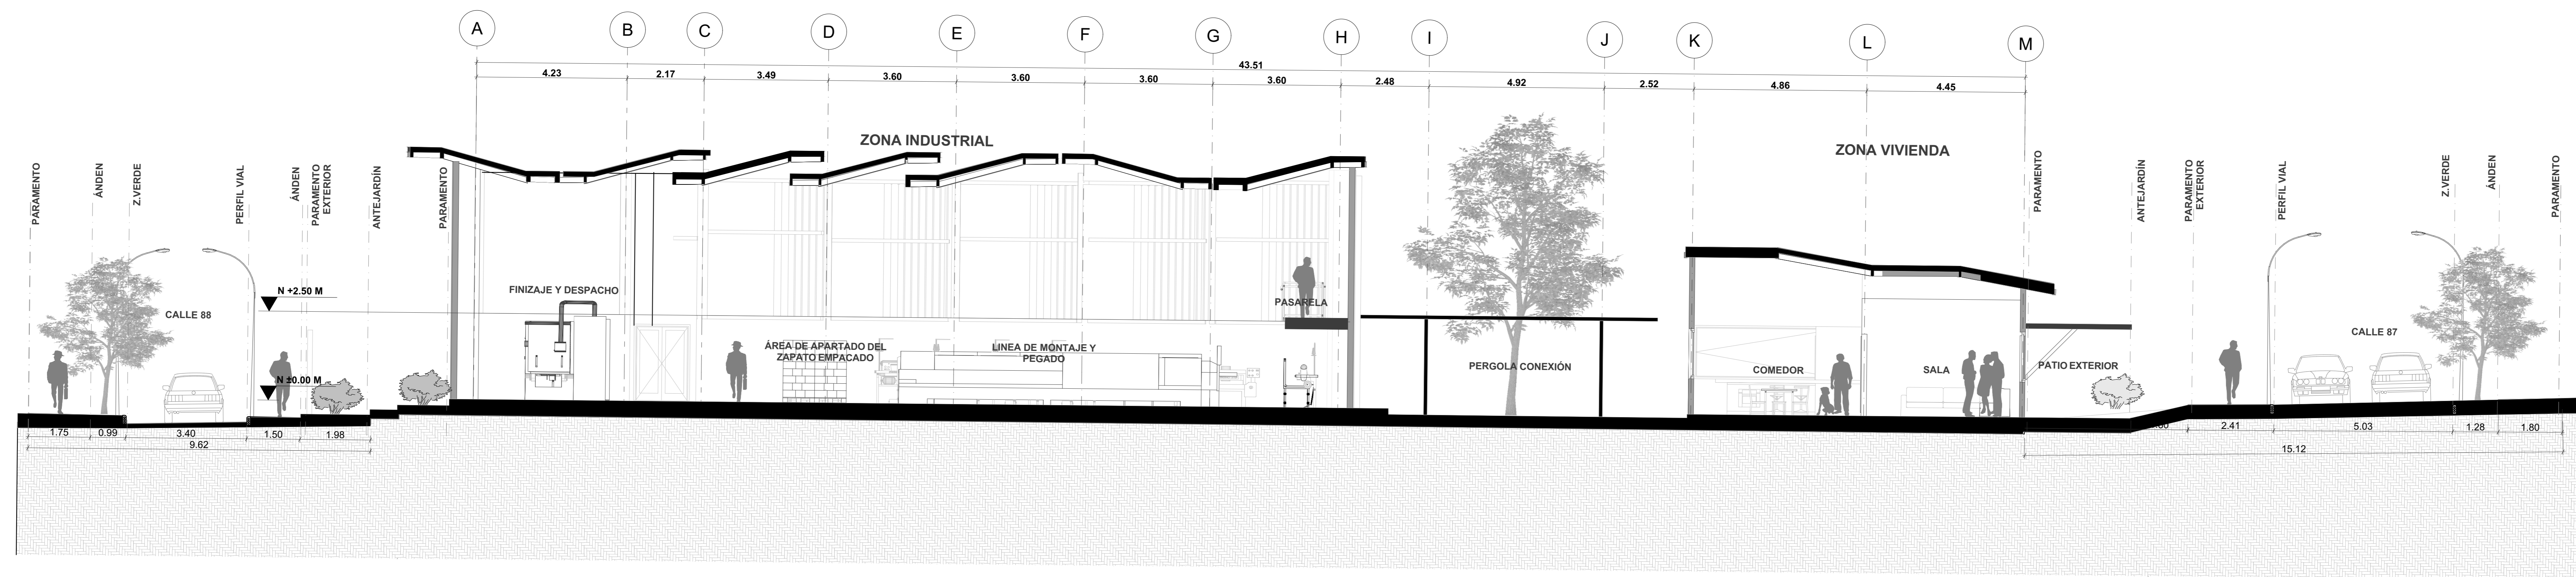 A
B
C
D
E
F
G
H
I
J
K
L
M
43.51
4.23
2.17
3.49
3.60
3.60
3.60
3.60
2.48
4.92
2.52
4.86
4.45
ZONA INDUSTRIAL
ZONA VIVIENDA
PARAMENTO
ÁNDEN
Z.VERDE
PERFIL VIAL
ÁNDEN
PARAMENTO
EXTERIOR
ANTEJARDÍN
PARAMENTO
PARAMENTO
ANTEJARDÍN
PARAMENTO
EXTERIOR
PERFIL VIAL
Z.VERDE
ÁNDEN
PARAMENTO
N +2.50 M
CALLE 88
N ±0.00 M
FINIZAJE Y DESPACHO
ÁREA DE APARTADO DEL
ZAPATO EMPACADO
LINEA DE MONTAJE Y
PEGADO
PASARELA
PERGOLA CONEXIÓN
COMEDOR
SALA
PATIO EXTERIOR
CALLE 87
1.75
0.99
3.40
1.50
1.98
9.62
2.41
5.03
1.28
1.80
15.12